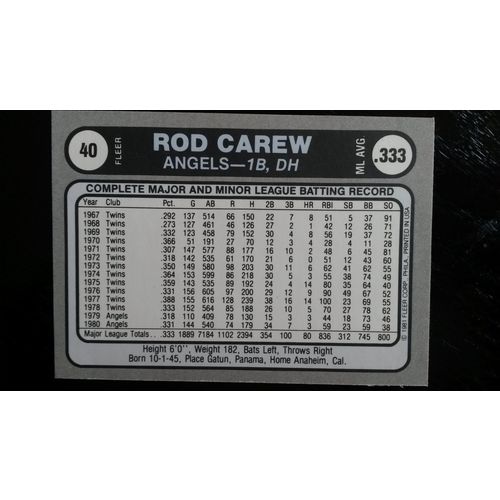 40
FLEER
ROD CAREW
ANGELS—1B, DH
ML AVG.
.333
COMPLETE MAJOR AND MINOR LEAGUE BATTING RECORD
Year Club Pct. G AB R H 2B 3B HR RBI SB BB SO
1967 Twins .292 137 514 66 150 22 7 8 51 5 37 91
1968 Twins .273 127 461 46 126 27 2 1 42 12 26 71
1969 Twins .332 123 458 79 152 30 4 8 56 19 37 72
1970 Twins .366 51 191 27 70 12 3 4 28 4 11 28
1971 Twins .307 147 577 88 177 16 10 2 48 6 45 81
1972 Twins .318 142 535 61 170 21 6 0 51 12 43 60
1973 Twins .350 149 580 98 203 30 11 6 62 41 62 55
1974 Twins .364 153 599 86 218 30 5 3 55 38 74 49
1975 Twins .359 143 535 89 192 24 4 14 80 35 64 40
1976 Twins .331 156 605 97 200 29 12 9 90 49 67 52
1977 Twins .388 155 616 128 239 38 16 14 100 23 69 55
1978 Twins .333 152 564 85 188 26 10 5 70 27 78 62
1979 Angels .318 110 409 78 130 15 3 3 44 18 73 46
1980 Angels .331 144 540 74 179 34 7 3 59 23 59 38
Major League Totals . . . .333 1889 7184 1102 2394 354 100 80 836 312 745 800
Height 6'0'', Weight 182, Bats Left, Throws Right
Born 10-1-45, Place Gatun, Panama, Home Anaheim, Cal.
© 1981 FLEER CORP. PHILA. PRINTED IN USA